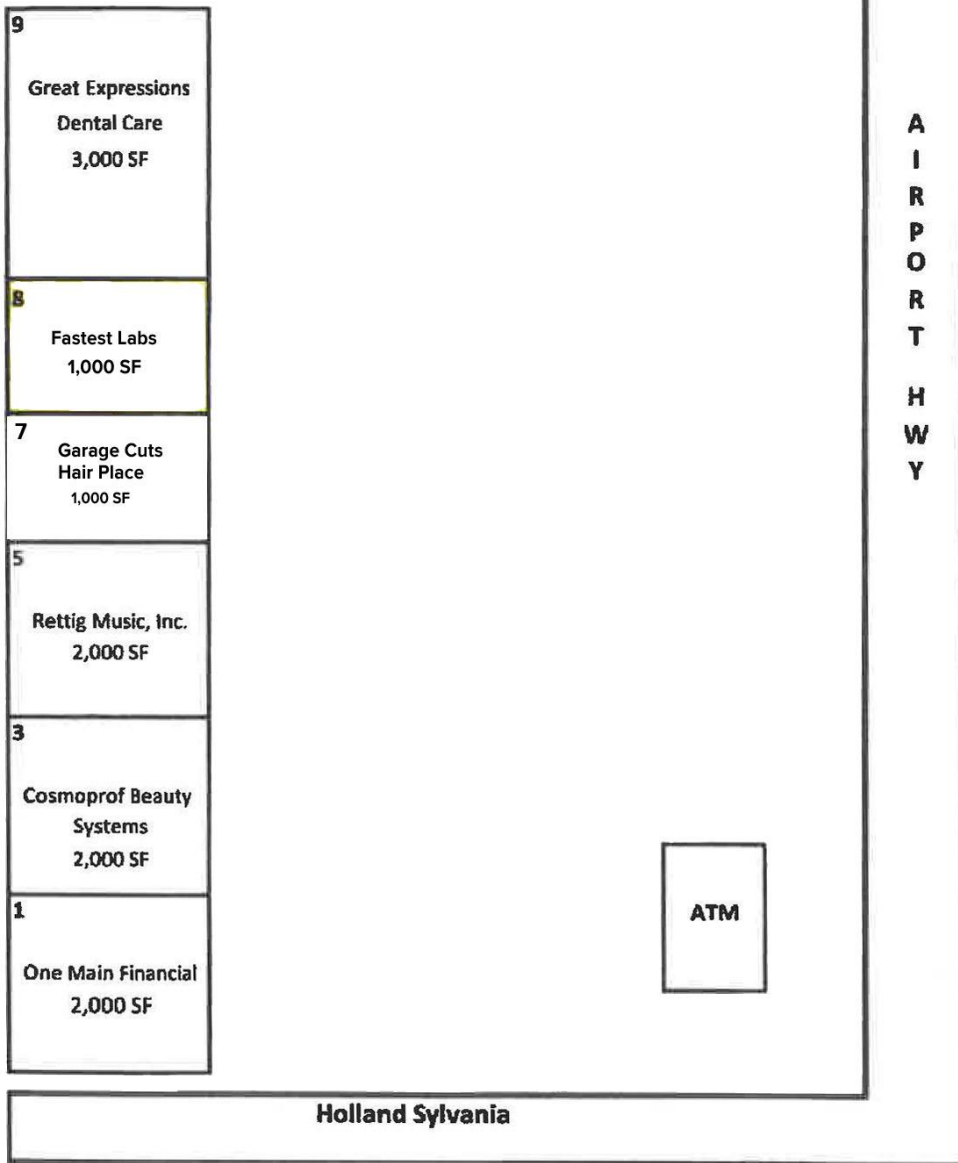 9
Great Expressions
Dental Care
3,000 SF
8
Fastest Labs
1,000 SF
7
Garage Cuts
Hair Place
1,000 SF
5
Rettig Music, Inc.
2,000 SF
3
Cosmoprof Beauty
Systems
2,000 SF
1
One Main Financial
2,000 SF
ATM
AIRPORT HWY
Holland Sylvania